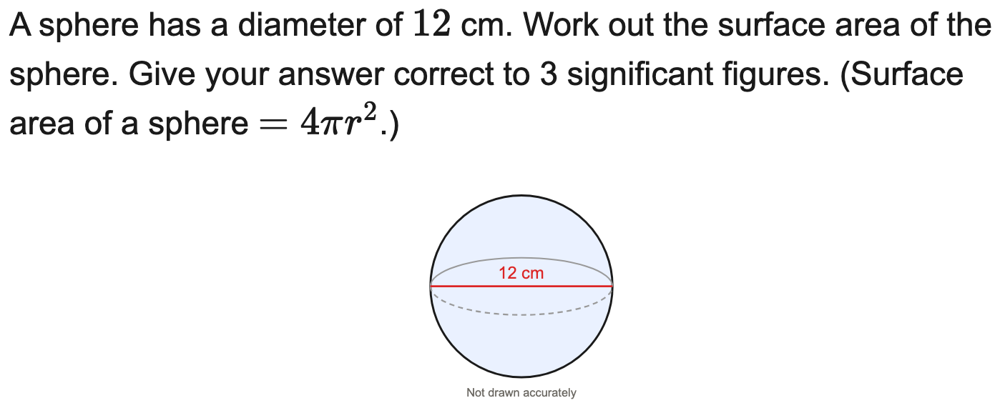 A sphere has a diameter of 12 cm. Work out the surface area of the
sphere. Give your answer correct to 3 significant figures. (Surface
area of a sphere = 4πr².)
12 cm
Not drawn accurately